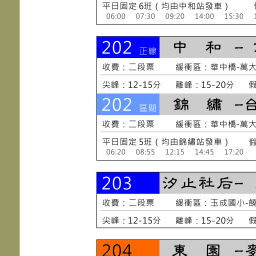 平日固定6班(均由中和站發車)
06:00 07:30 09:20 14:00 15:30
202 正線 中 和 -
收費：二段票 緩衝區：華中橋-萬大
尖峰：12-15分 離峰：15-20分 假
202 區間 錦 繡 -台
收費：二段票 緩衝區：華中橋-萬大
平日固定5班(均由錦繡站發車)
06:20 08:55 12:15 14:45 17:20
203 汐止社后-
收費：二段票 緩衝區：玉成國小-饒
尖峰：12-15分 離峰：15-20分 假
204 東 園 -麥